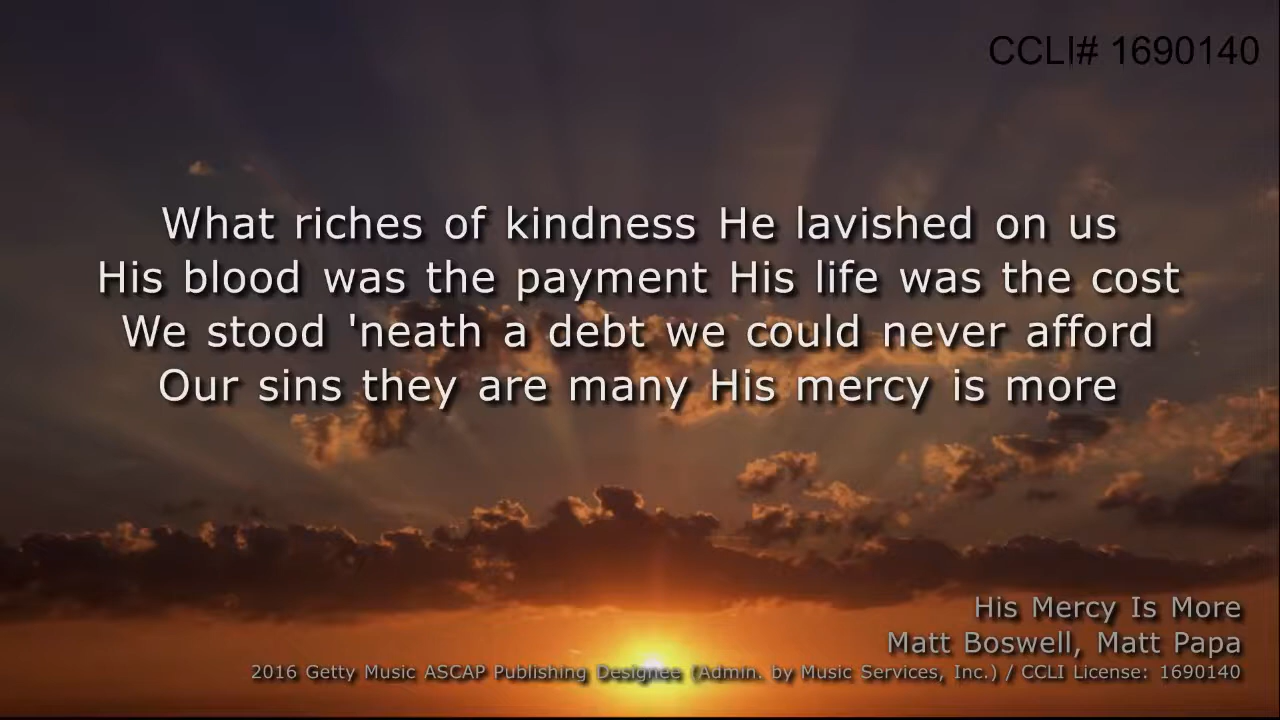 CCLI# 1690140
What riches of kindness He lavished on us
His blood was the payment His life was the cost
We stood 'neath a debt we could never afford
Our sins they are many His mercy is more
His Mercy Is More
Matt Boswell, Matt Papa
2016 Getty Music ASCAP Publishing Designee (Admin. by Music Services, Inc.) / CCLI License: 1690140